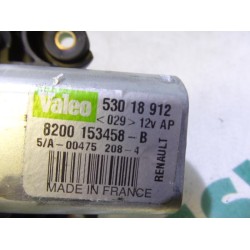 Valeo 530 18 912
<029> 12v AP
8200 153458-B
5/A-00475 208-4
RENAULT
MADE IN FRANCE